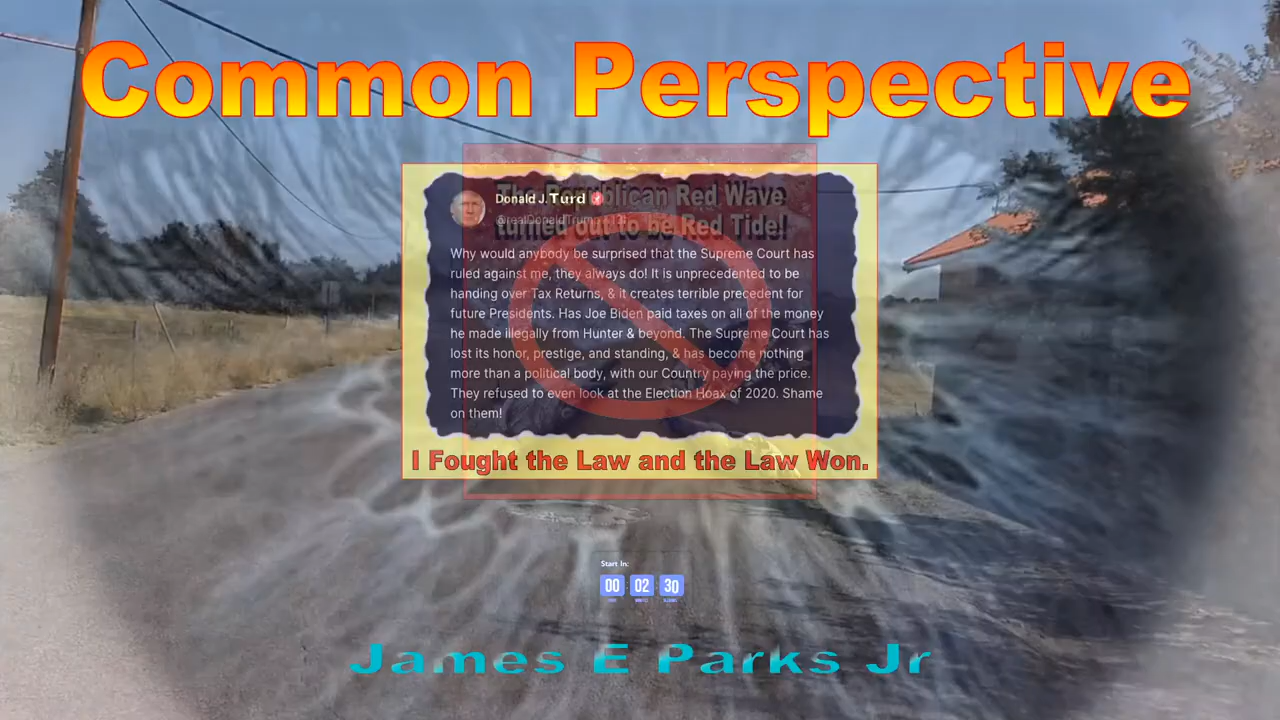 Common Perspective
The Republican Red Wave
turned out to be Red Tide!
Donald J. Turd
@realDonaldTrump
Why would anybody be surprised that the Supreme Court has
ruled against me, they always do! It is unprecedented to be
handing over Tax Returns, & it creates terrible precedent for
future Presidents. Has Joe Biden paid taxes on all of the money
he made illegally from Hunter & beyond. The Supreme Court has
lost its honor, prestige, and standing, & has become nothing
more than a political body, with our Country paying the price.
They refused to even look at the Election Hoax of 2020. Shame
on them!
I Fought the Law and the Law Won.
Start In:
00 02 30
James E Parks Jr